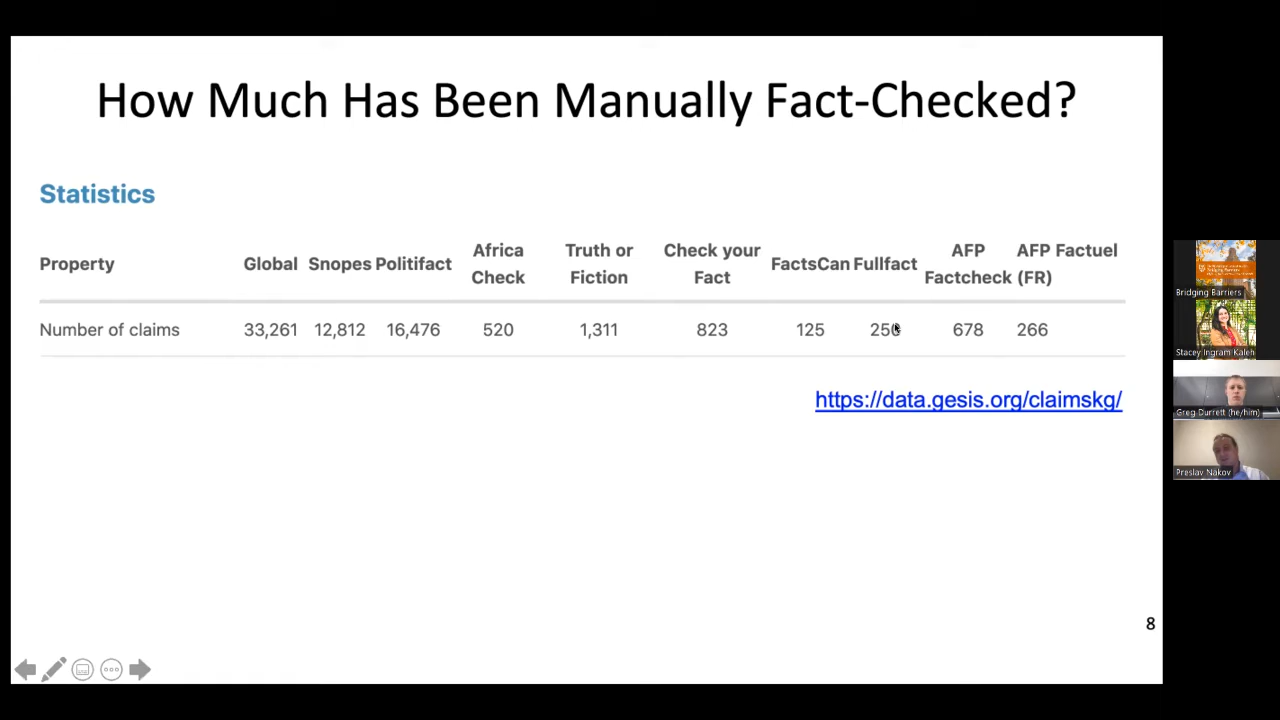 How Much Has Been Manually Fact-Checked?
Statistics
Property Global Snopes Politifact Africa Check Truth or Fiction Check your Fact FactsCan Fullfact AFP Factcheck AFP Factuel (FR)
Number of claims 33,261 12,812 16,476 520 1,311 823 125 250 678 266
https://data.gesis.org/claimskg/
8
Bridging Barriers
Stacey Ingram Kaleh
Greg Durrett (he/him)
Preslav Nakov